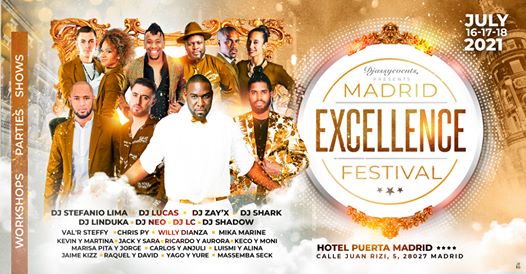 WORKSHOPS • PARTIES • SHOWS
JULY
16-17-18
2021
Djassyevents
PRESENTS
MADRID
EXCELLENCE
FESTIVAL
DJ STEFANIO LIMA • DJ LUCAS • DJ ZAY'X • DJ SHARK
DJ LINDUKA • DJ NEO • DJ LC • DJ SHADOW
VAL'R STEFFY • CHRIS PY • WILLY DIANZA • MIKA MARINE
KEVIN Y MARTINA • JACK Y SARA • RICARDO Y AURORA • KECO Y MONI
MARISA PITA Y JORGE • CARLOS Y ANJULI • LUISMI Y ALINA
JAIME KIZZ • RAQUEL Y DAVID • YAGO Y YURE • MASSEMBA SECK
HOTEL PUERTA MADRID ★★★★
CALLE JUAN RIZI, 5, 28027 MADRID